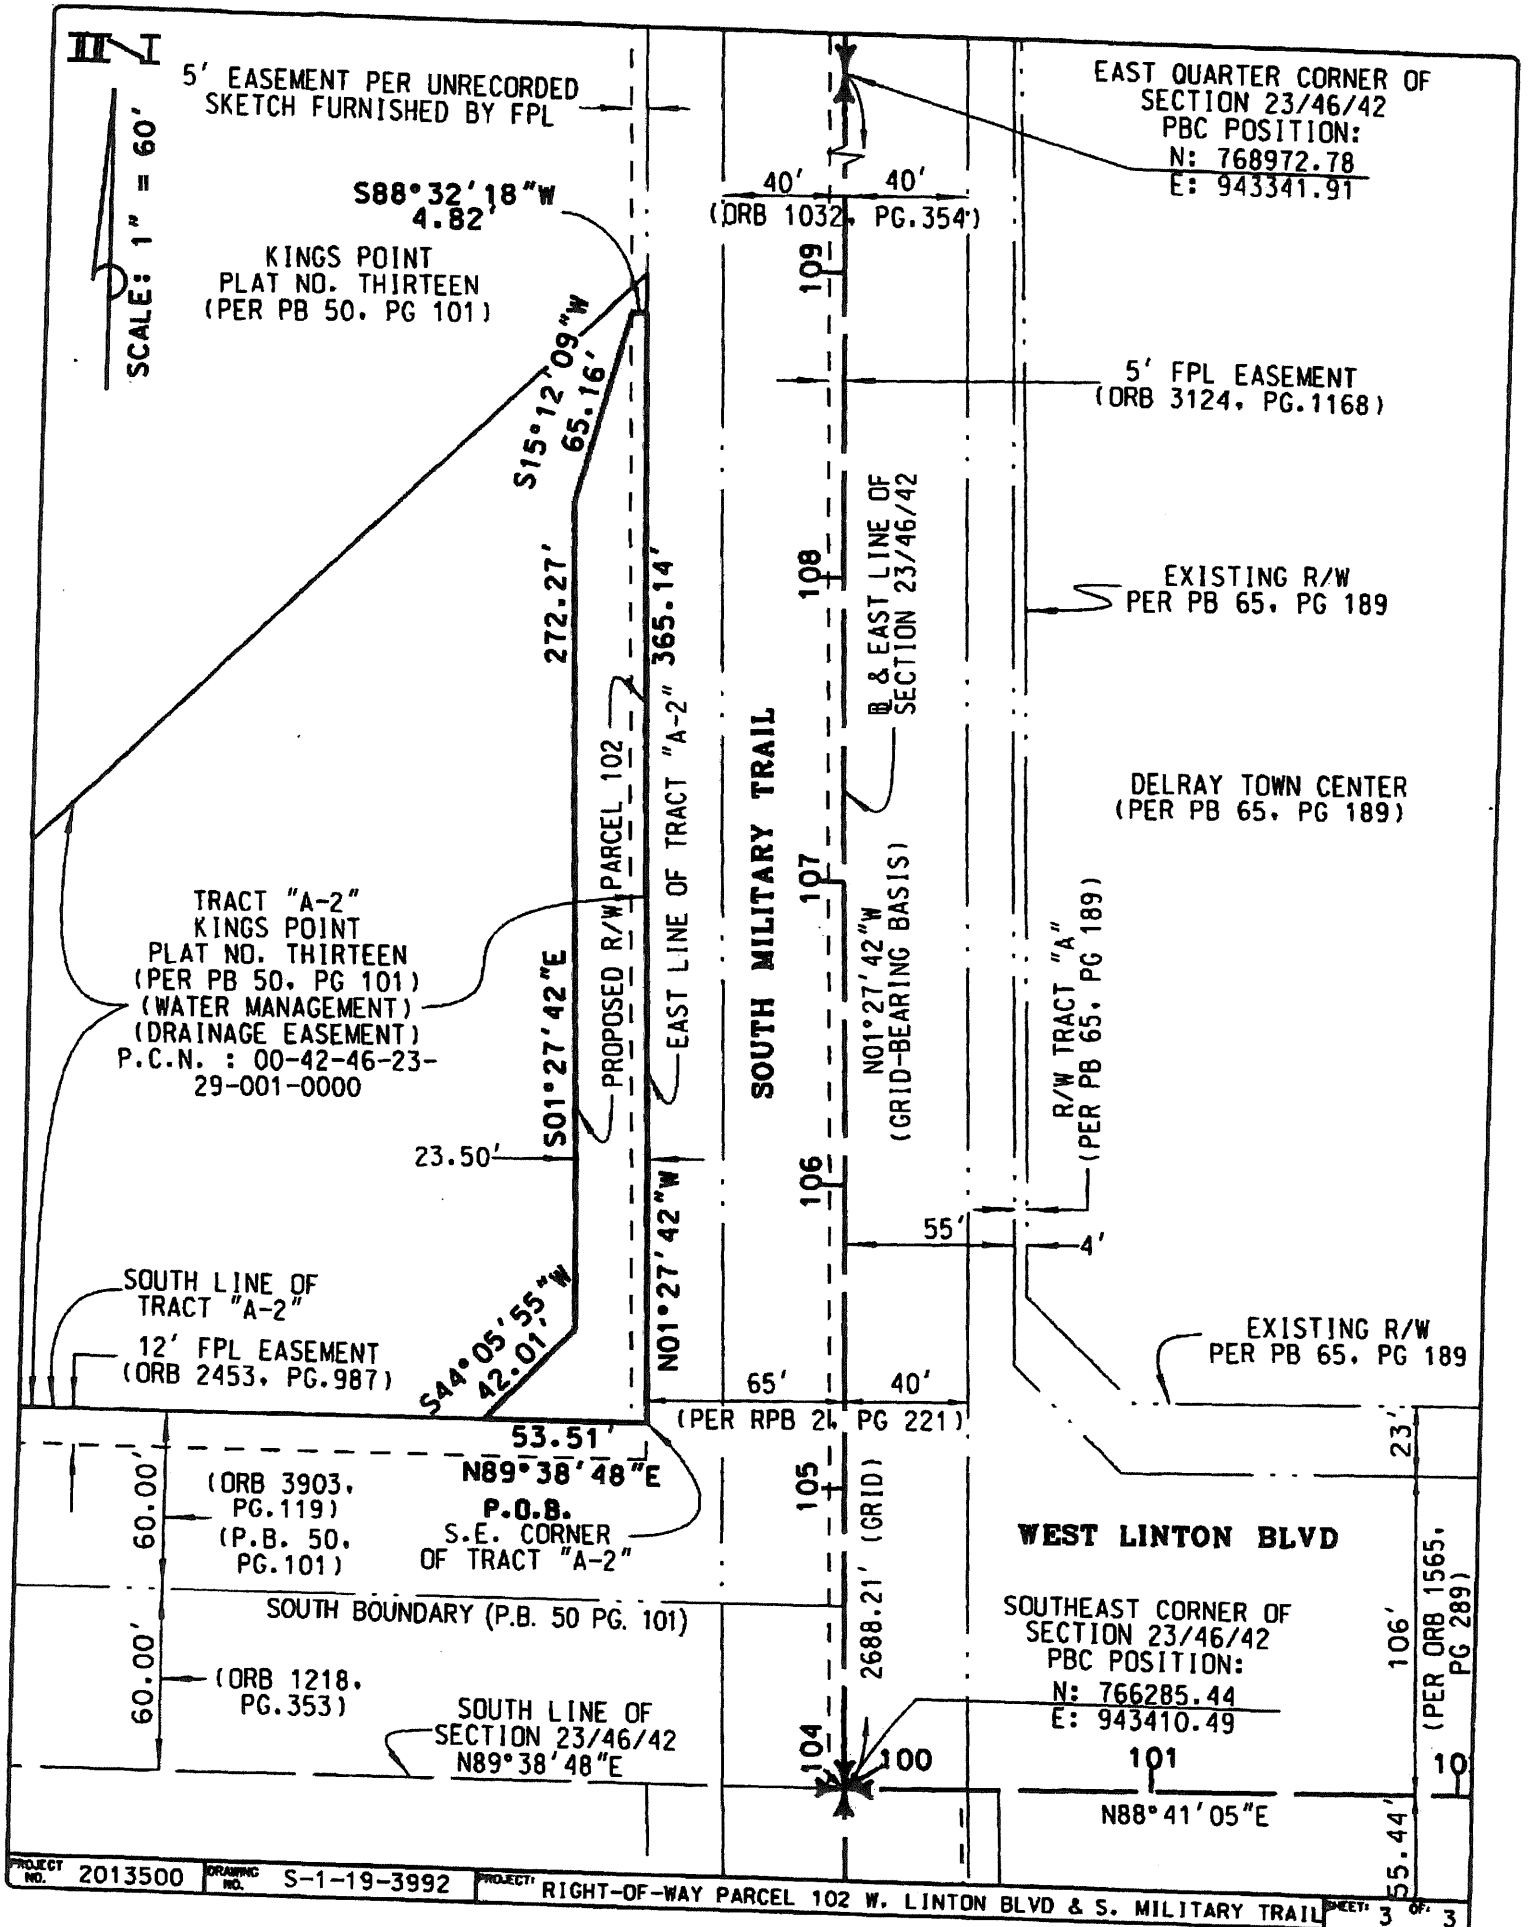 5' EASEMENT PER UNRECORDED
SKETCH FURNISHED BY FPL
SCALE: 1" = 60'
S88°32'18"W
4.82'
KINGS POINT
PLAT NO. THIRTEEN
(PER PB 50, PG 101)
EAST QUARTER CORNER OF
SECTION 23/46/42
PBC POSITION:
N: 768972.78
E: 943341.91
40' 40'
(ORB 1032, PG.354)
109
S15°12'09"W
65.16'
5' FPL EASEMENT
(ORB 3124, PG.1168)
272.27'
365.14'
108
B & EAST LINE OF
SECTION 23/46/42
EXISTING R/W
PER PB 65, PG 189
DELRAY TOWN CENTER
(PER PB 65, PG 189)
SOUTH MILITARY TRAIL
107
N01°27'42"W
(GRID-BEARING BASIS)
R/W TRACT "A"
(PER PB 65, PG 189)
TRACT "A-2"
KINGS POINT
PLAT NO. THIRTEEN
(PER PB 50, PG 101)
(WATER MANAGEMENT)
(DRAINAGE EASEMENT)
P.C.N. : 00-42-46-23-
29-001-0000
S01°27'42"E
PROPOSED R/W PARCEL 102
EAST LINE OF TRACT "A-2"
23.50'
N01°27'42"W
106
55'
4'
SOUTH LINE OF
TRACT "A-2"
12' FPL EASEMENT
(ORB 2453, PG.987)
S44°05'55"W
42.01'
EXISTING R/W
PER PB 65, PG 189
65' 40'
(PER RPB 2, PG 221)
53.51'
N89°38'48"E
P.O.B.
S.E. CORNER
OF TRACT "A-2"
60.00'
(ORB 3903,
PG.119)
(P.B. 50,
PG.101)
105
2688.21' (GRID)
23'
WEST LINTON BLVD
SOUTH BOUNDARY (P.B. 50 PG. 101)
60.00'
(ORB 1218,
PG.353)
SOUTH LINE OF
SECTION 23/46/42
N89°38'48"E
SOUTHEAST CORNER OF
SECTION 23/46/42
PBC POSITION:
N: 766285.44
E: 943410.49
106'
(PER ORB 1565,
PG 289)
104
100
101
10
N88°41'05"E
55.44'
PROJECT NO. 2013500 DRAWING NO. S-1-19-3992 PROJECT: RIGHT-OF-WAY PARCEL 102 W. LINTON BLVD & S. MILITARY TRAIL SHEET: 3 OF: 3